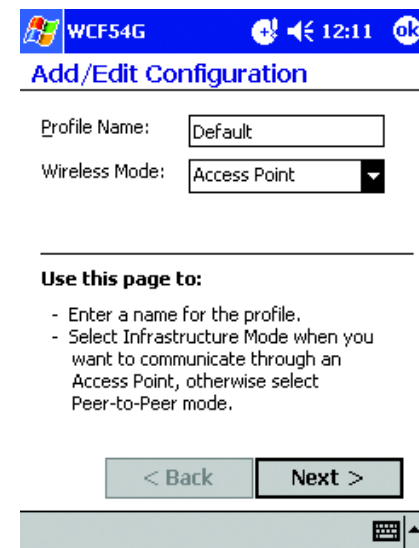 WCF54G 12:11 ok
Add/Edit Configuration
Profile Name: Default
Wireless Mode: Access Point
Use this page to:
- Enter a name for the profile.
- Select Infrastructure Mode when you
want to communicate through an
Access Point, otherwise select
Peer-to-Peer mode.
< Back Next >